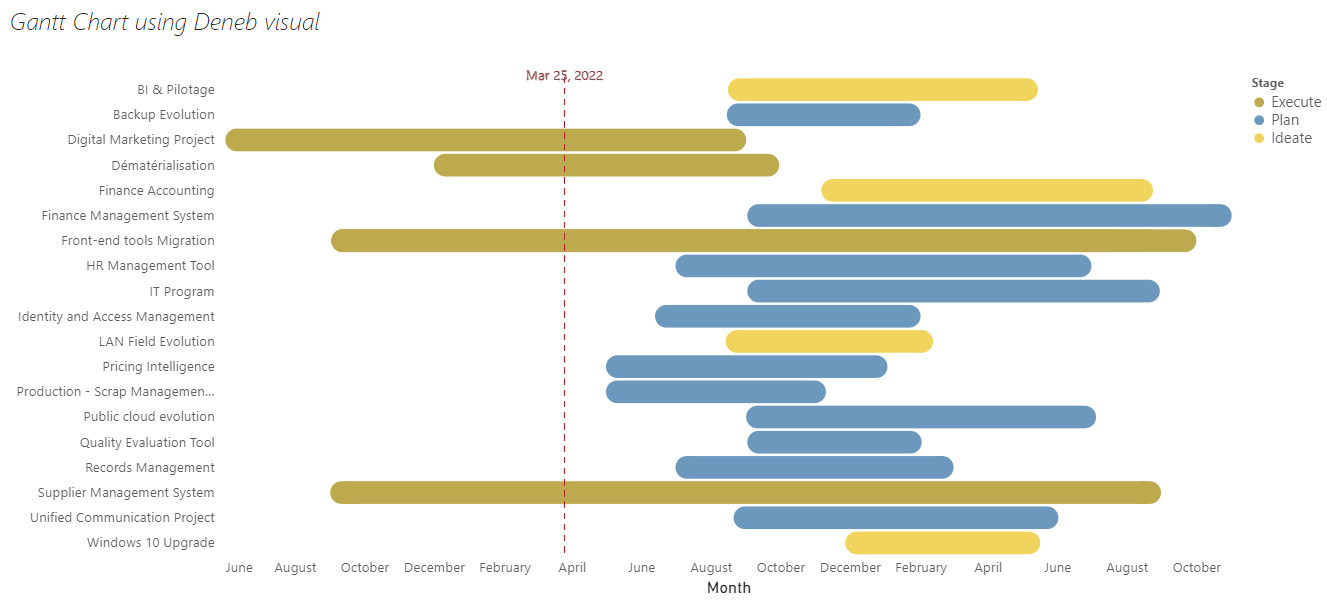 Gantt Chart using Deneb visual
Mar 25, 2022
Stage
Execute
Plan
Ideate
BI & Pilotage
Backup Evolution
Digital Marketing Project
Dématérialisation
Finance Accounting
Finance Management System
Front-end tools Migration
HR Management Tool
IT Program
Identity and Access Management
LAN Field Evolution
Pricing Intelligence
Production - Scrap Managemen...
Public cloud evolution
Quality Evaluation Tool
Records Management
Supplier Management System
Unified Communication Project
Windows 10 Upgrade
June August October December February April June August October December February April June August October
Month